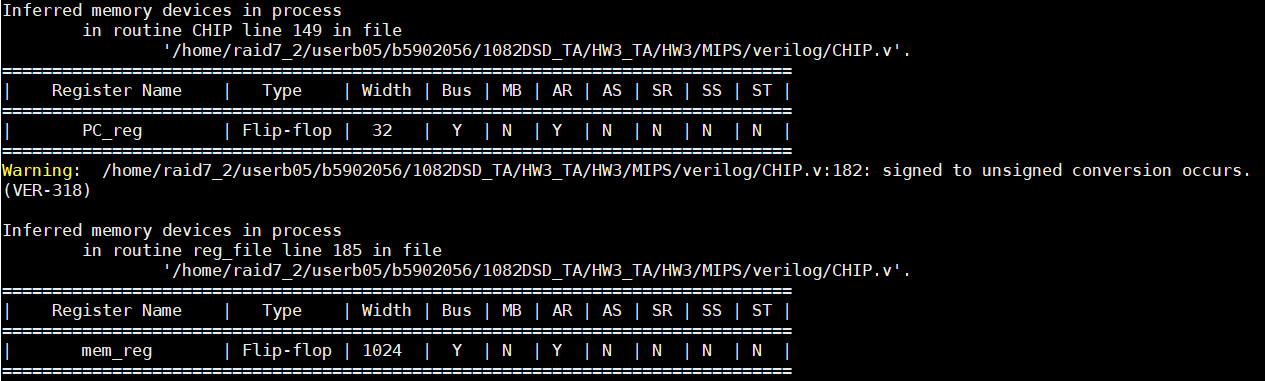 Inferred memory devices in process
        in routine CHIP line 149 in file
                '/home/raid7_2/userb05/b5902056/1082DSD_TA/HW3_TA/HW3/MIPS/verilog/CHIP.v'.
===============================================================================
|    Register Name    |   Type    | Width | Bus | MB | AR | AS | SR | SS | ST |
===============================================================================
|       PC_reg        | Flip-flop |  32   |  Y  | N  | Y  | N  | N  | N  | N  |
===============================================================================
Warning:  /home/raid7_2/userb05/b5902056/1082DSD_TA/HW3_TA/HW3/MIPS/verilog/CHIP.v:182: signed to unsigned conversion occurs.
(VER-318)

Inferred memory devices in process
        in routine reg_file line 185 in file
                '/home/raid7_2/userb05/b5902056/1082DSD_TA/HW3_TA/HW3/MIPS/verilog/CHIP.v'.
===============================================================================
|    Register Name    |   Type    | Width | Bus | MB | AR | AS | SR | SS | ST |
===============================================================================
|       mem_reg       | Flip-flop | 1024  |  Y  | N  | Y  | N  | N  | N  | N  |
===============================================================================